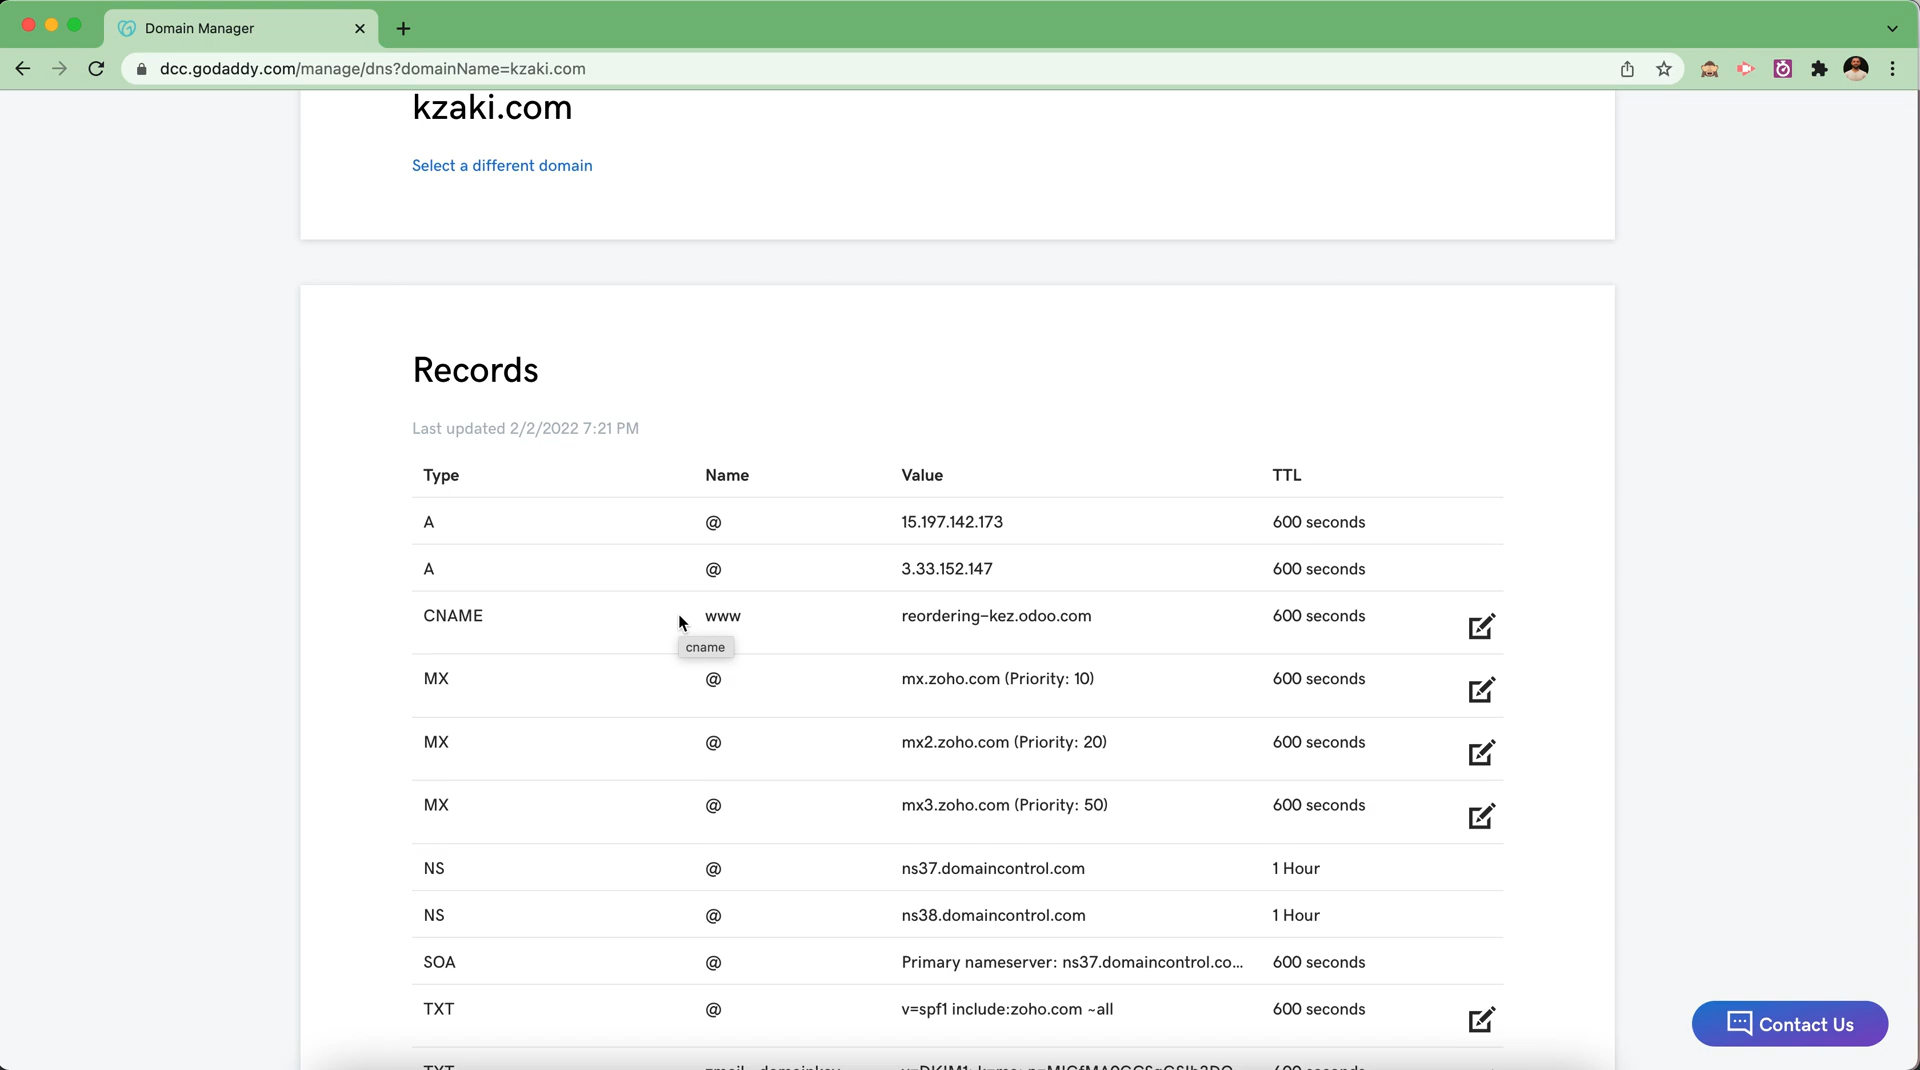 Domain Manager
dcc.godaddy.com/manage/dns?domainName=kzaki.com
kzaki.com
Select a different domain
Records
Last updated 2/2/2022 7:21 PM
Type Name Value TTL
A @ 15.197.142.173 600 seconds
A @ 3.33.152.147 600 seconds
CNAME www reordering-kez.odoo.com 600 seconds
cname
MX @ mx.zoho.com (Priority: 10) 600 seconds
MX @ mx2.zoho.com (Priority: 20) 600 seconds
MX @ mx3.zoho.com (Priority: 50) 600 seconds
NS @ ns37.domaincontrol.com 1 Hour
NS @ ns38.domaincontrol.com 1 Hour
SOA @ Primary nameserver: ns37.domaincontrol.co... 600 seconds
TXT @ v=spf1 include:zoho.com ~all 600 seconds
Contact Us